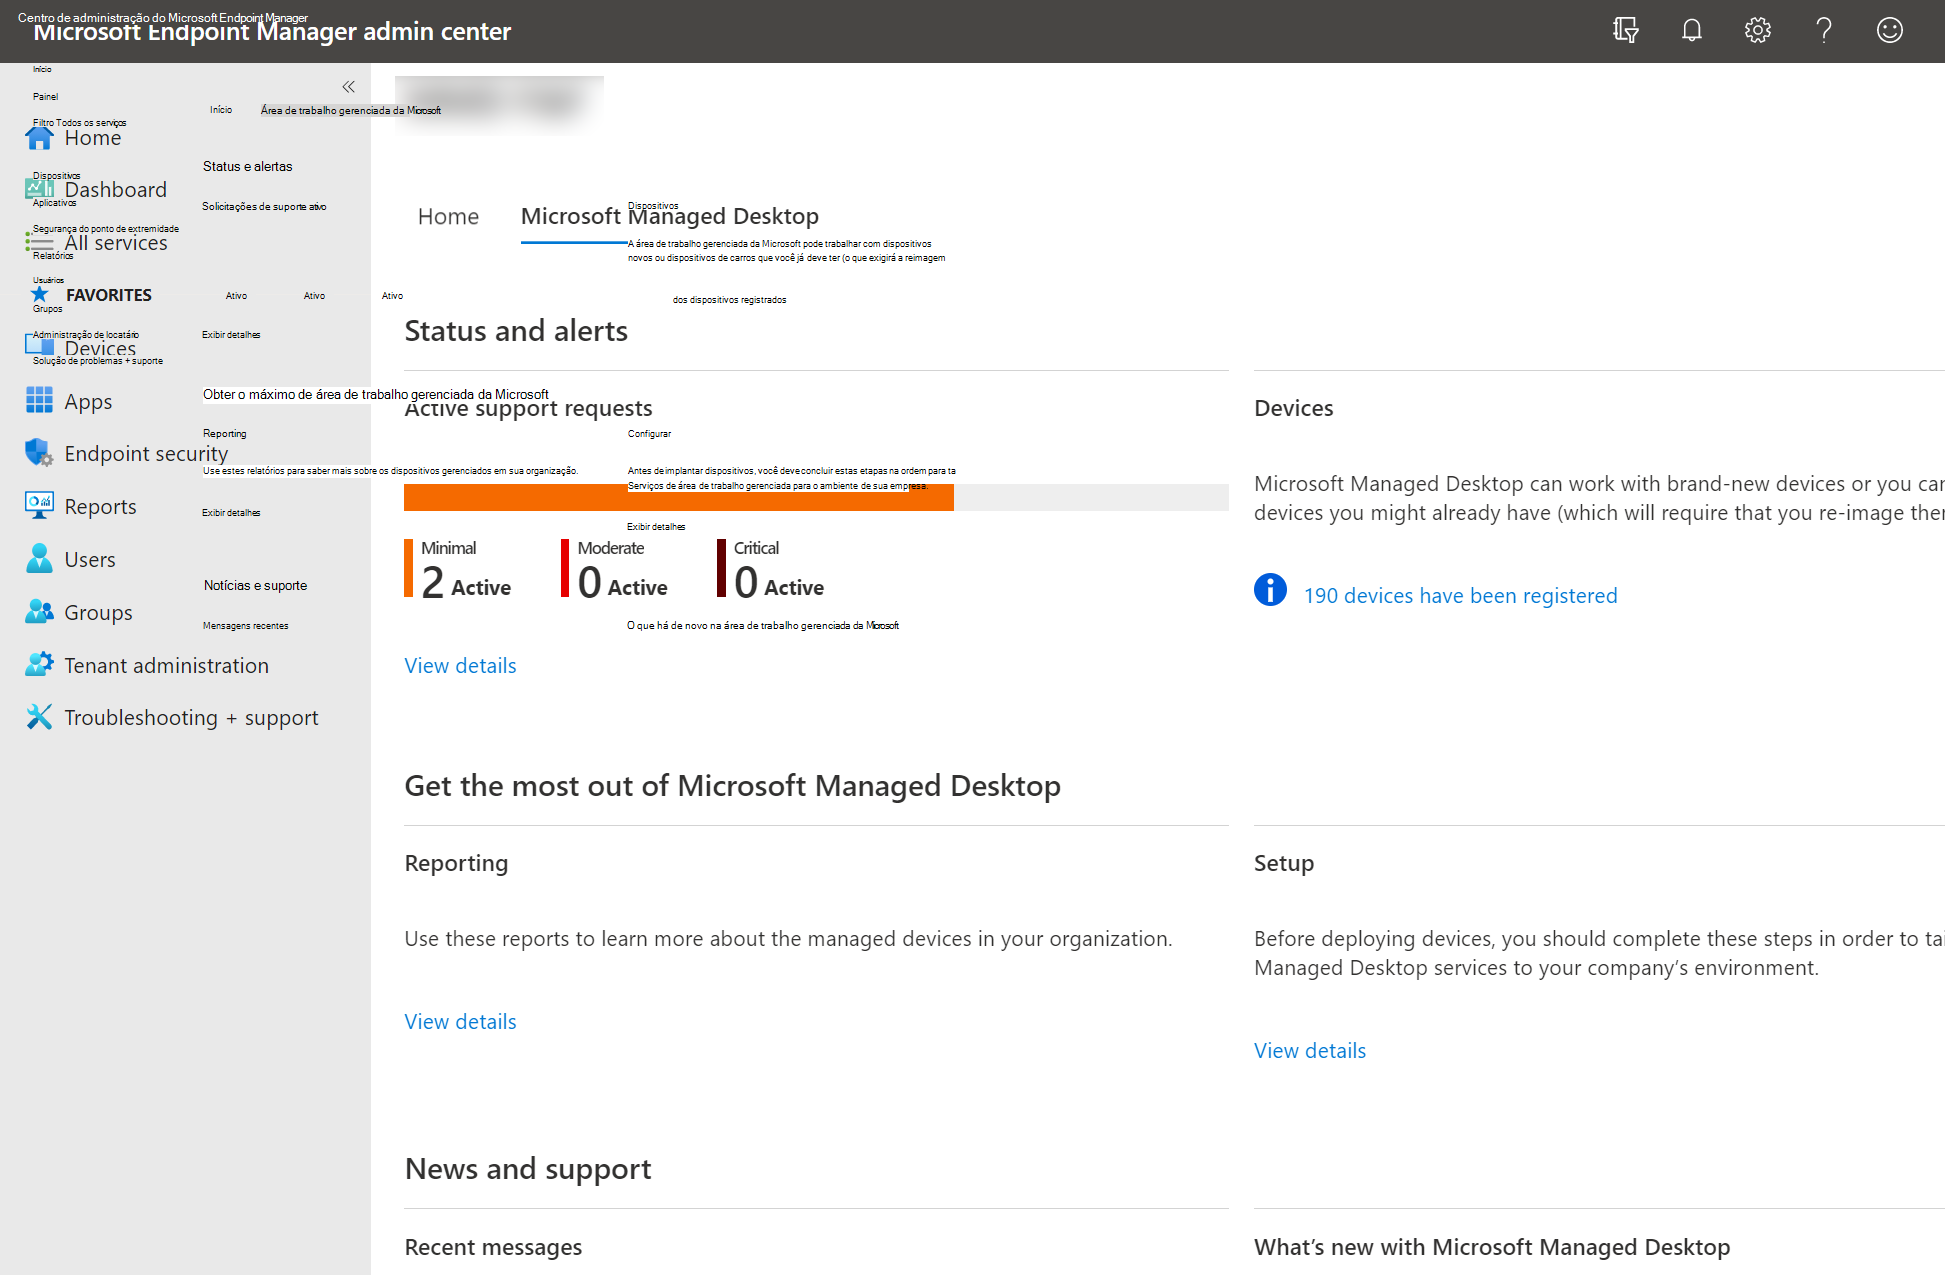 Centro de administração do Microsoft Endpoint Manager
Microsoft Endpoint Manager admin center
Início
Painel
Filtro Todos os serviços
Home
Dispositivos
Dashboard
Aplicativos
Segurança do ponto de extremidade
All services
Relatórios
Usuários
FAVORITES
Grupos
Administração de locatário
Devices
Solução de problemas + suporte
Apps
Endpoint security
Reports
Users
Groups
Tenant administration
Troubleshooting + support
Início
Área de trabalho gerenciada da Microsoft
Status e alertas
Solicitações de suporte ativo
Home
Microsoft Managed Desktop
Dispositivos
A área de trabalho gerenciada da Microsoft pode trabalhar com dispositivos
novos ou dispositivos de carros que você já deve ter (o que exigirá a reimagem
Ativo
Ativo
Ativo
dos dispositivos registrados
Exibir detalhes
Status and alerts
Obter o máximo de área de trabalho gerenciada da Microsoft
Active support requests
Reporting
Configurar
Use estes relatórios para saber mais sobre os dispositivos gerenciados em sua organização.
Antes de implantar dispositivos, você deve concluir estas etapas na ordem para ta
Serviços de área de trabalho gerenciada para o ambiente de sua empresa.
Exibir detalhes
Exibir detalhes
Minimal
2 Active
Moderate
0 Active
Critical
0 Active
Notícias e suporte
Mensagens recentes
O que há de novo na área de trabalho gerenciada da Microsoft
View details
Devices
Microsoft Managed Desktop can work with brand-new devices or you can
devices you might already have (which will require that you re-image them
190 devices have been registered
Get the most out of Microsoft Managed Desktop
Reporting
Use these reports to learn more about the managed devices in your organization.
View details
Setup
Before deploying devices, you should complete these steps in order to tai
Managed Desktop services to your company's environment.
View details
News and support
Recent messages
What's new with Microsoft Managed Desktop